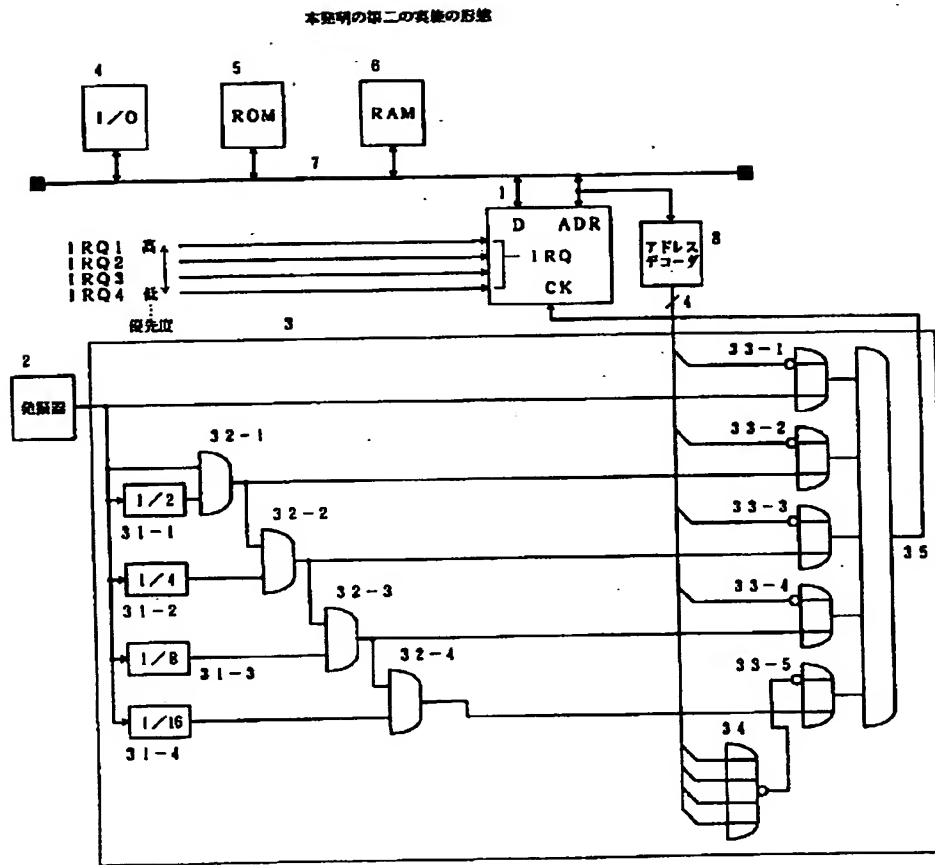 本発明の第二の実施の形態
4
5
6
I/O
ROM
RAM
7
1
D ADR
IRQ
CK
アドレス
デコーダ
8
4
IRQ1 高
IRQ2
IRQ3
IRQ4 低
優先度
3
2
発振器
33-1
33-2
33-3
33-4
33-5
34
35
32-1
32-2
32-3
32-4
1/2
31-1
1/4
31-2
1/8
31-3
1/16
31-4